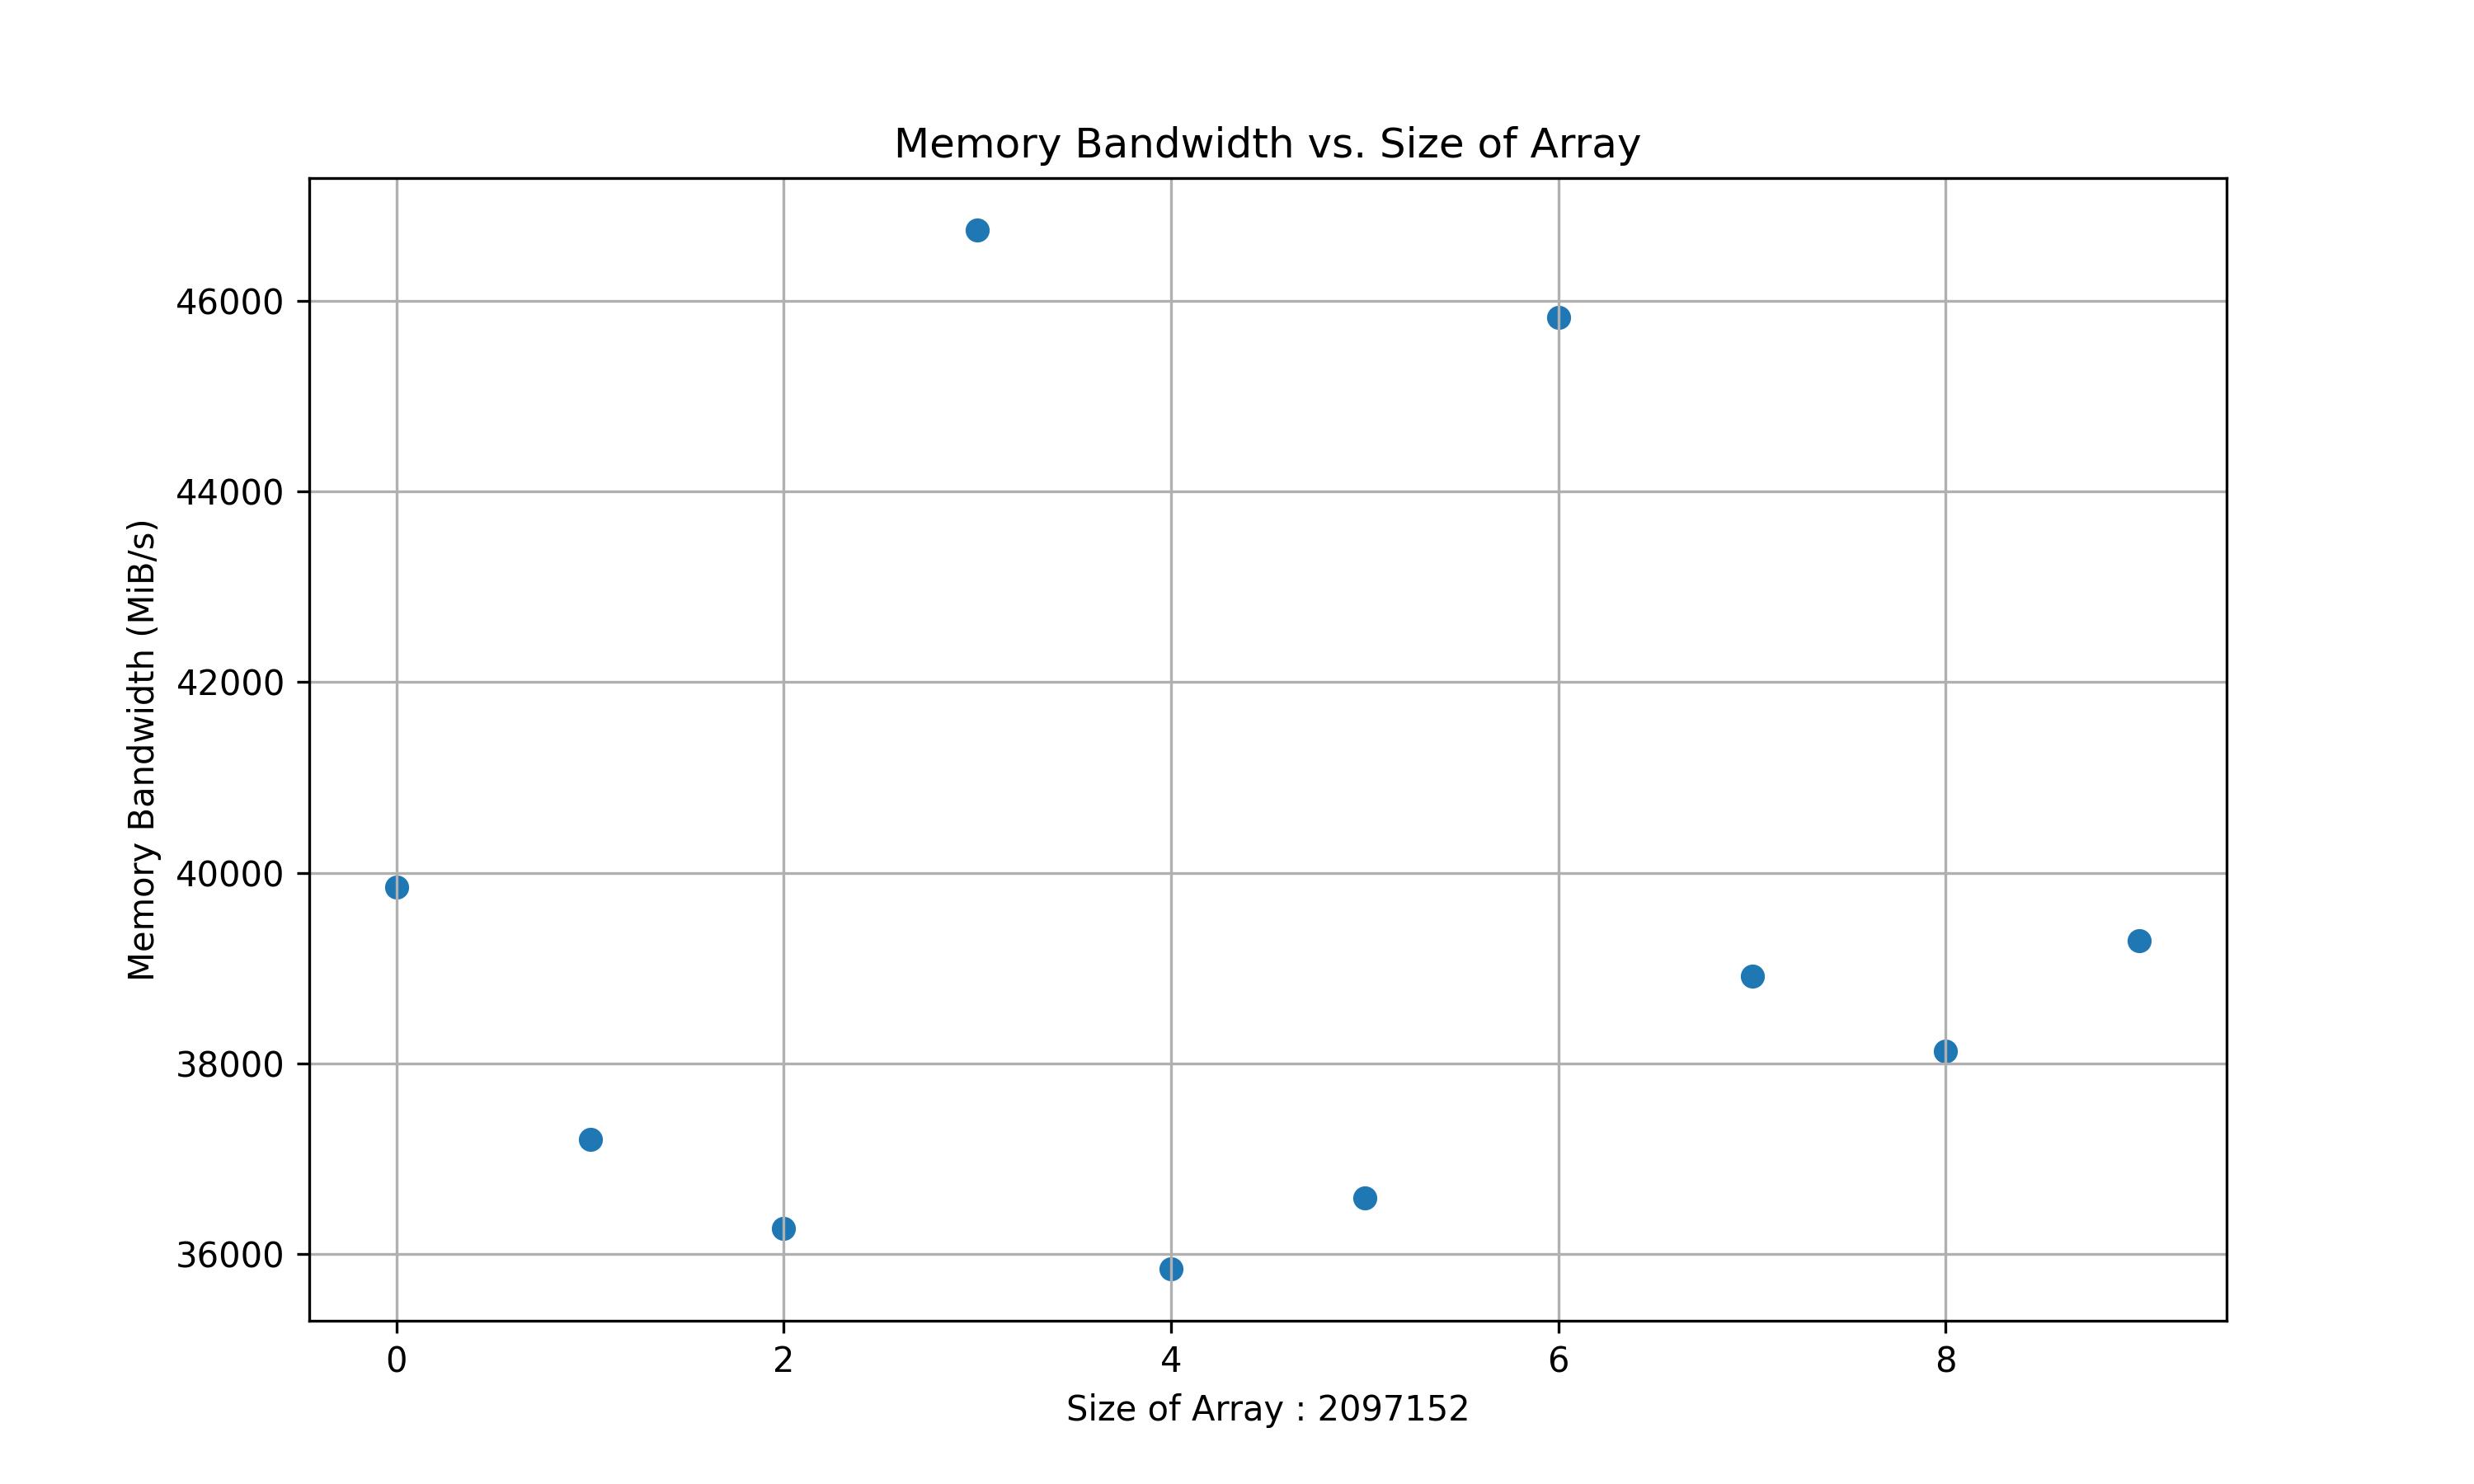 Memory Bandwidth vs. Size of Array
Memory Bandwidth (MiB/s)
46000
44000
42000
40000
38000
36000
0 2 4 6 8
Size of Array : 2097152